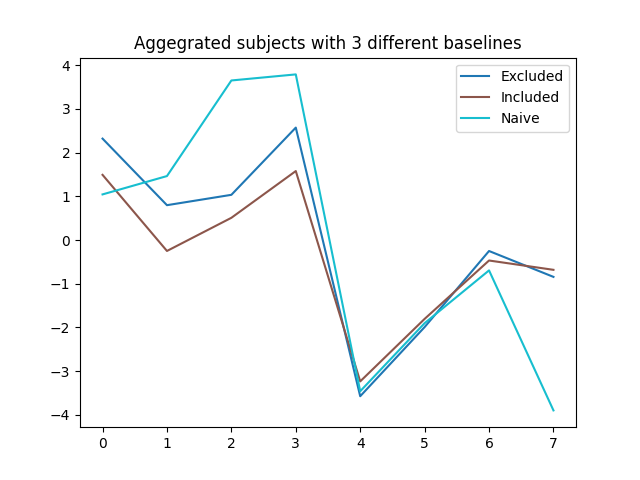 Aggegrated subjects with 3 different baselines
4
3
2
1
0
−1
−2
−3
−4
Excluded
Included
Naive
0 1 2 3 4 5 6 7